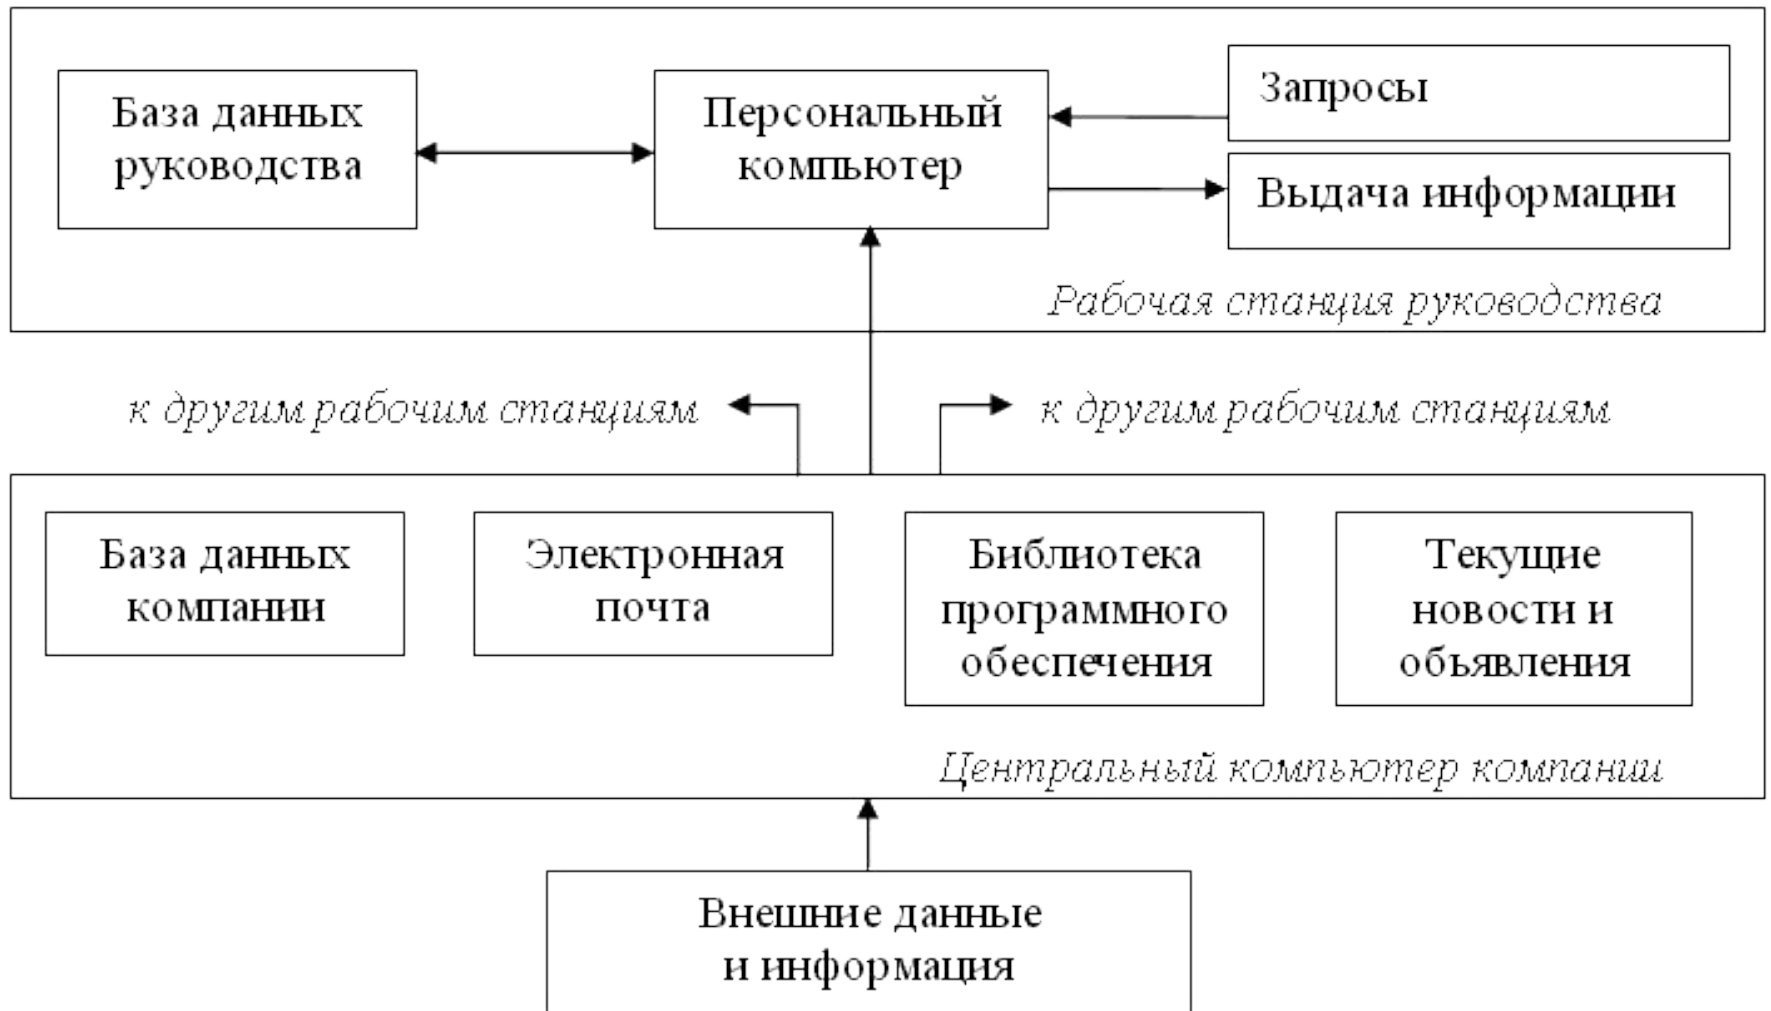 База данных
руководства
Персональный
компьютер
Запросы
Выдача информации
Рабочая станция руководства
к другим рабочим станциям
к другим рабочим станциям
База данных
компании
Электронная
почта
Библиотека
программного
обеспечения
Текущие
новости и
обьявления
Центральный компьютер компании
Внешние данные
и информация